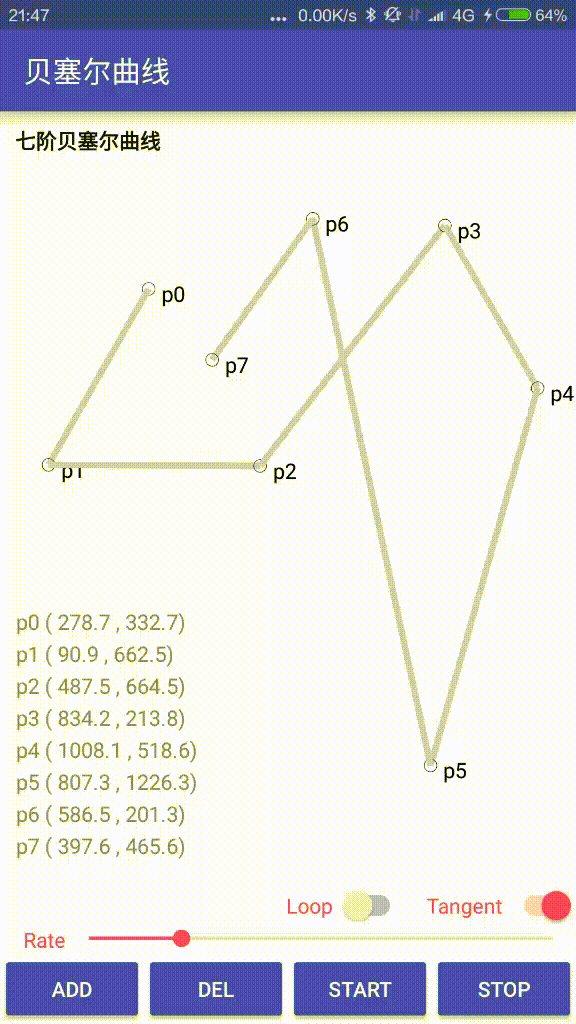 21:47 ... 0.00K/s 4G 64%
贝塞尔曲线
七阶贝塞尔曲线
p6
p3
p0
p7
p4
p1
p2
p5
p0 ( 278.7 , 332.7)
p1 ( 90.9 , 662.5)
p2 ( 487.5 , 664.5)
p3 ( 834.2 , 213.8)
p4 ( 1008.1 , 518.6)
p5 ( 807.3 , 1226.3)
p6 ( 586.5 , 201.3)
p7 ( 397.6 , 465.6)
Loop Tangent
Rate
ADD DEL START STOP